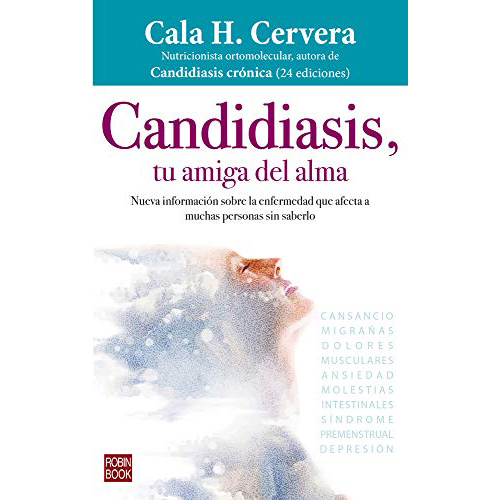 Cala H. Cervera
Nutricionista ortomolecular, autora de
Candidiasis crónica (24 ediciones)
Candidiasis,
tu amiga del alma
Nueva información sobre la enfermedad que afecta a
muchas personas sin saberlo
CANSANCIO
MIGRAÑAS
DOLORES
MUSCULARES
ANSIEDAD
MOLESTIAS
INTESTINALES
SÍNDROME
PREMENSTRUAL
DEPRESIÓN
ROBIN
BOOK